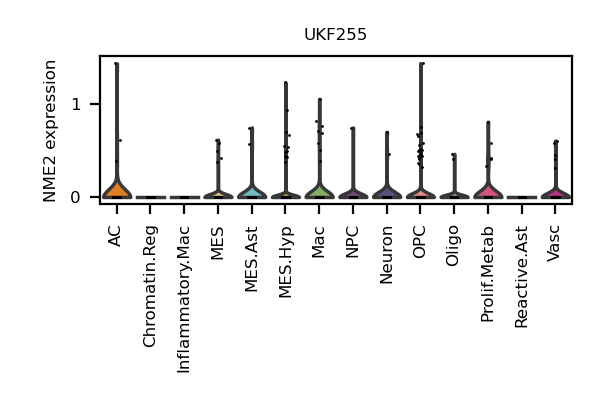 UKF255
NME2 expression
1
0
AC
Chromatin.Reg
Inflammatory.Mac
MES
MES.Ast
MES.Hyp
Mac
NPC
Neuron
OPC
Oligo
Prolif.Metab
Reactive.Ast
Vasc